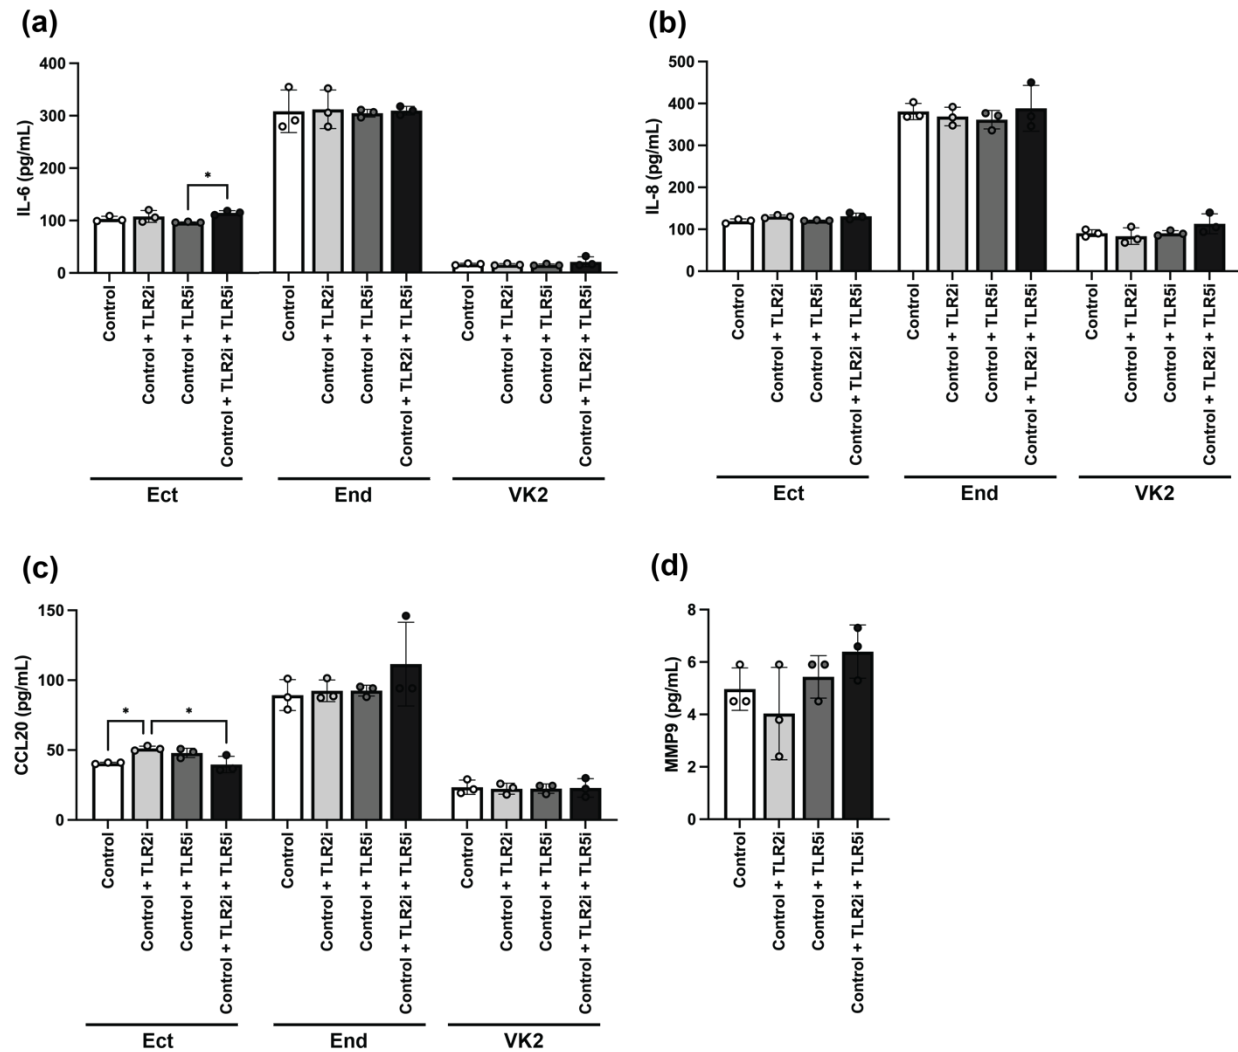 (a)
IL-6 (pg/mL)
400
300
200
100
0
*
Control
Control + TLR2i
Control + TLR5i
Control + TLR2i + TLR5i
Control
Control + TLR2i
Control + TLR5i
Control + TLR2i + TLR5i
Control
Control + TLR2i
Control + TLR5i
Control + TLR2i + TLR5i
Ect
End
VK2
(b)
IL-8 (pg/mL)
500
400
300
200
100
0
Control
Control + TLR2i
Control + TLR5i
Control + TLR2i + TLR5i
Control
Control + TLR2i
Control + TLR5i
Control + TLR2i + TLR5i
Control
Control + TLR2i
Control + TLR5i
Control + TLR2i + TLR5i
Ect
End
VK2
(c)
CCL20 (pg/mL)
150
100
50
0
*
*
Control
Control + TLR2i
Control + TLR5i
Control + TLR2i + TLR5i
Control
Control + TLR2i
Control + TLR5i
Control + TLR2i + TLR5i
Control
Control + TLR2i
Control + TLR5i
Control + TLR2i + TLR5i
Ect
End
VK2
(d)
MMP9 (pg/mL)
8
6
4
2
0
Control
Control + TLR2i
Control + TLR5i
Control + TLR2i + TLR5i